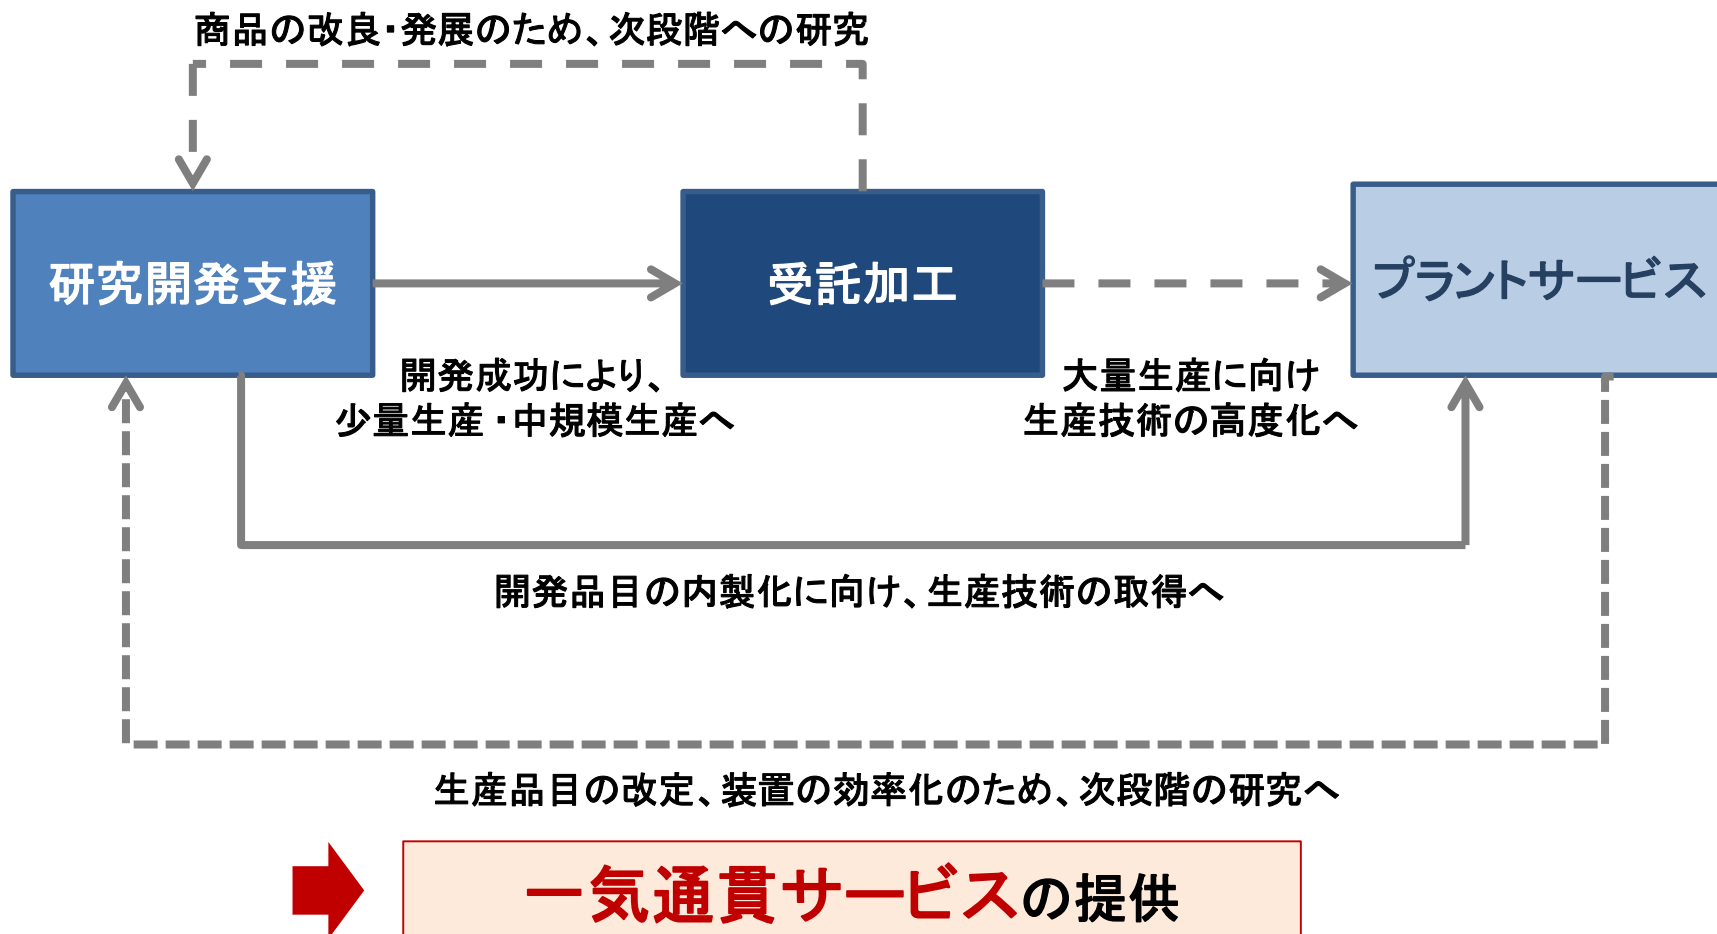 商品の改良・発展のため、次段階への研究
研究開発支援
受託加工
プラントサービス
開発成功により、
少量生産・中規模生産へ
大量生産に向け
生産技術の高度化へ
開発品目の内製化に向け、生産技術の取得へ
生産品目の改定、装置の効率化のため、次段階の研究へ
一気通貫サービスの提供